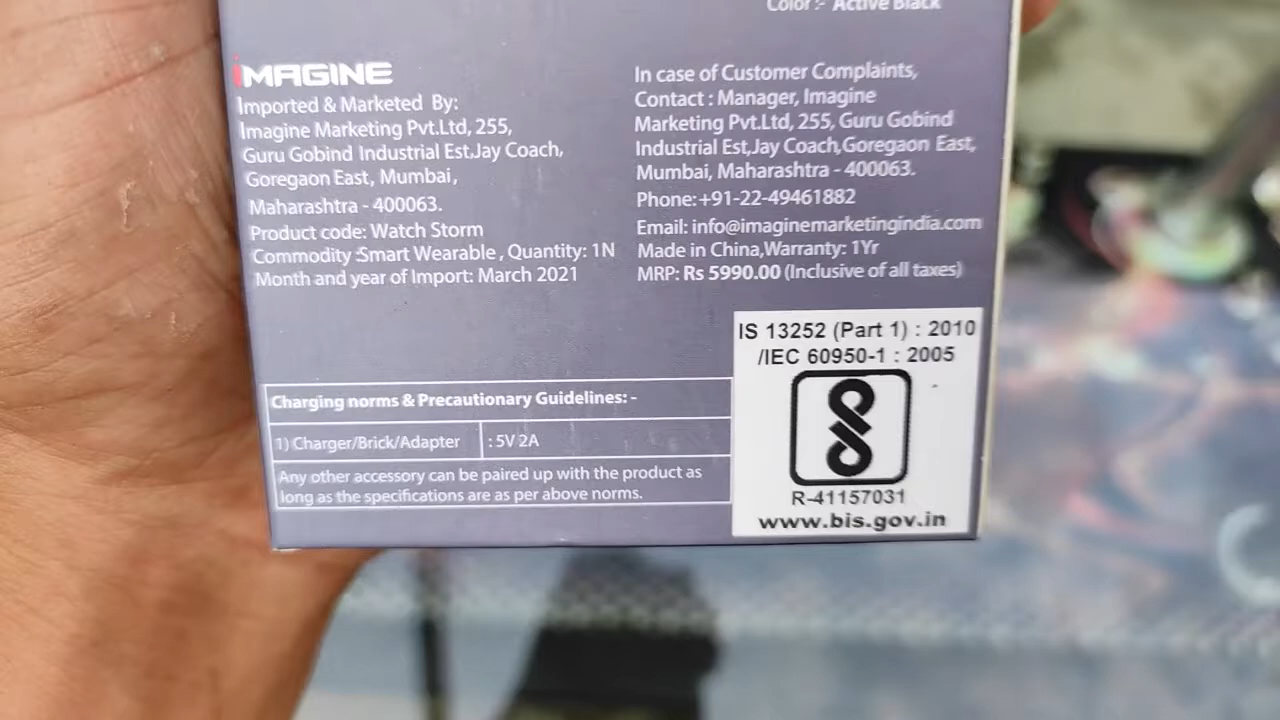 Color:- Active Black
iMAGINE
Imported & Marketed By:
Imagine Marketing Pvt.Ltd, 255,
Guru Gobind Industrial Est,Jay Coach,
Goregaon East, Mumbai,
Maharashtra - 400063.
Product code: Watch Storm
Commodity :Smart Wearable , Quantity: 1N
Month and year of Import: March 2021
In case of Customer Complaints,
Contact : Manager, Imagine
Marketing Pvt.Ltd, 255, Guru Gobind
Industrial Est,Jay Coach,Goregaon East,
Mumbai, Maharashtra - 400063.
Phone: +91-22-49461882
Email: info@imaginemarketingindia.com
Made in China,Warranty: 1Yr
MRP: Rs 5990.00 (Inclusive of all taxes)
Charging norms & Precautionary Guidelines: -
1) Charger/Brick/Adapter : 5V 2A
Any other accessory can be paired up with the product as
long as the specifications are as per above norms.
IS 13252 (Part 1) : 2010
/IEC 60950-1 : 2005
R-41157031
www.bis.gov.in